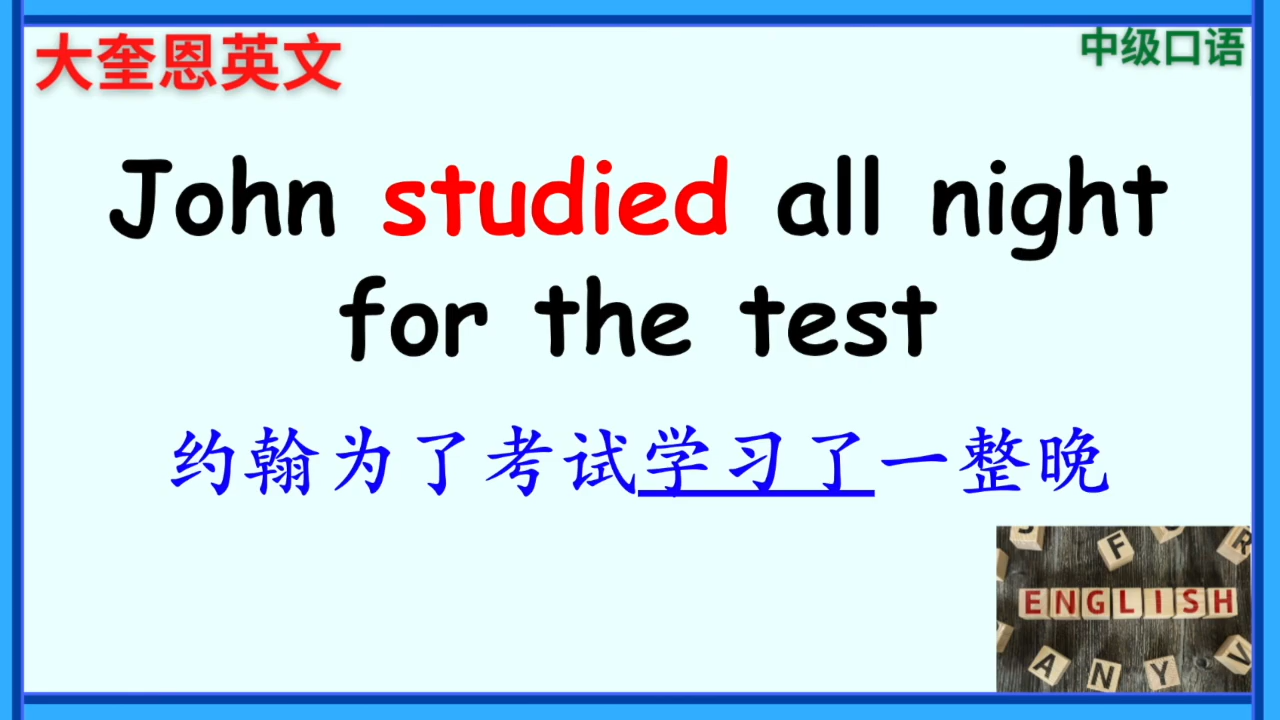 大奎恩英文
中级口语
John studied all night
for the test
约翰为了考试学习了一整晚
F
R
ENGLISH
A N Y V